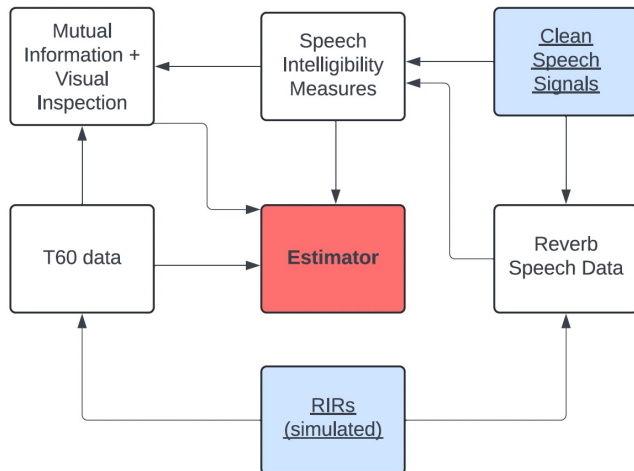 Mutual
Information +
Visual
Inspection
Speech
Intelligibility
Measures
Clean
Speech
Signals
T60 data
Estimator
Reverb
Speech Data
RIRs
(simulated)